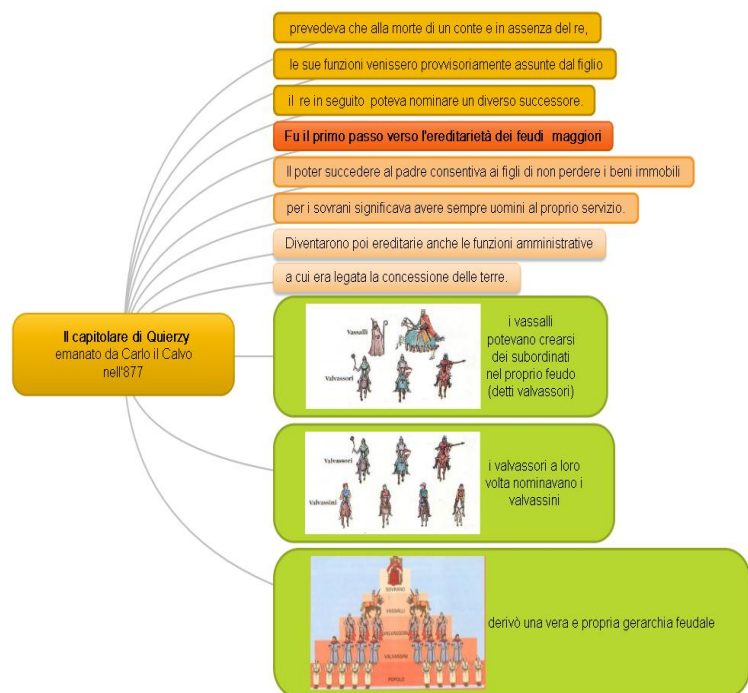 prevedeva che alla morte di un conte e in assenza del re,
le sue funzioni venissero provvisoriamente assunte dal figlio
il re in seguito poteva nominare un diverso successore.
Fu il primo passo verso l'ereditarietà dei feudi maggiori
Il poter succedere al padre consentiva ai figli di non perdere i beni immobili
per i sovrani significava avere sempre uomini al proprio servizio.
Diventarono poi ereditarie anche le funzioni amministrative
a cui era legata la concessione delle terre.
Il capitolare di Quierzy
emanato da Carlo il Calvo
nell'877
Vassalli
Valvassori
i vassalli
potevano crearsi
dei subordinati
nel proprio feudo
(detti valvassori)
Valvassori
Valvassini
i valvassori a loro
volta nominavano i
valvassini
SOVRANO
VASSALLI
VALVASSORI
VALVASSINI
POPOLO
derivò una vera e propria gerarchia feudale